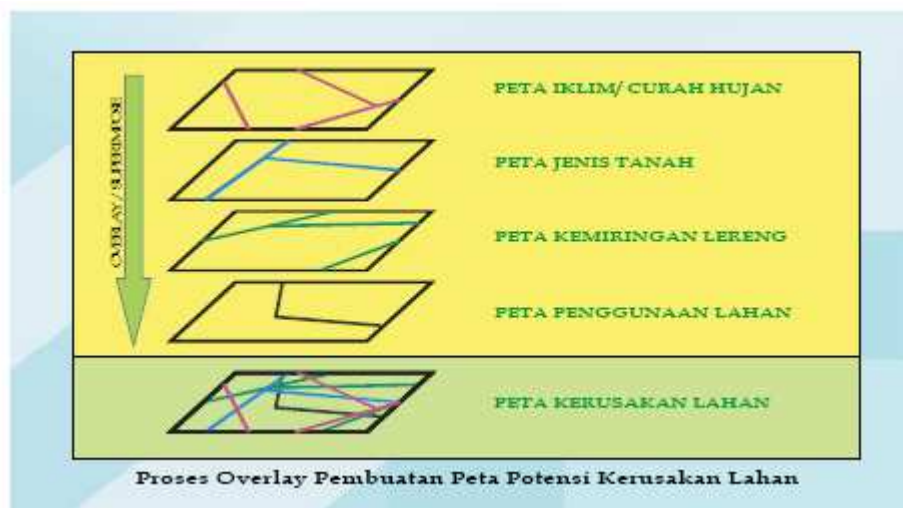 OVERLAY / SUPERIMPOSE
PETA IKLIM/ CURAH HUJAN
PETA JENIS TANAH
PETA KEMIRINGAN LERENG
PETA PENGGUNAAN LAHAN
PETA KERUSAKAN LAHAN
Proses Overlay Pembuatan Peta Potensi Kerusakan Lahan